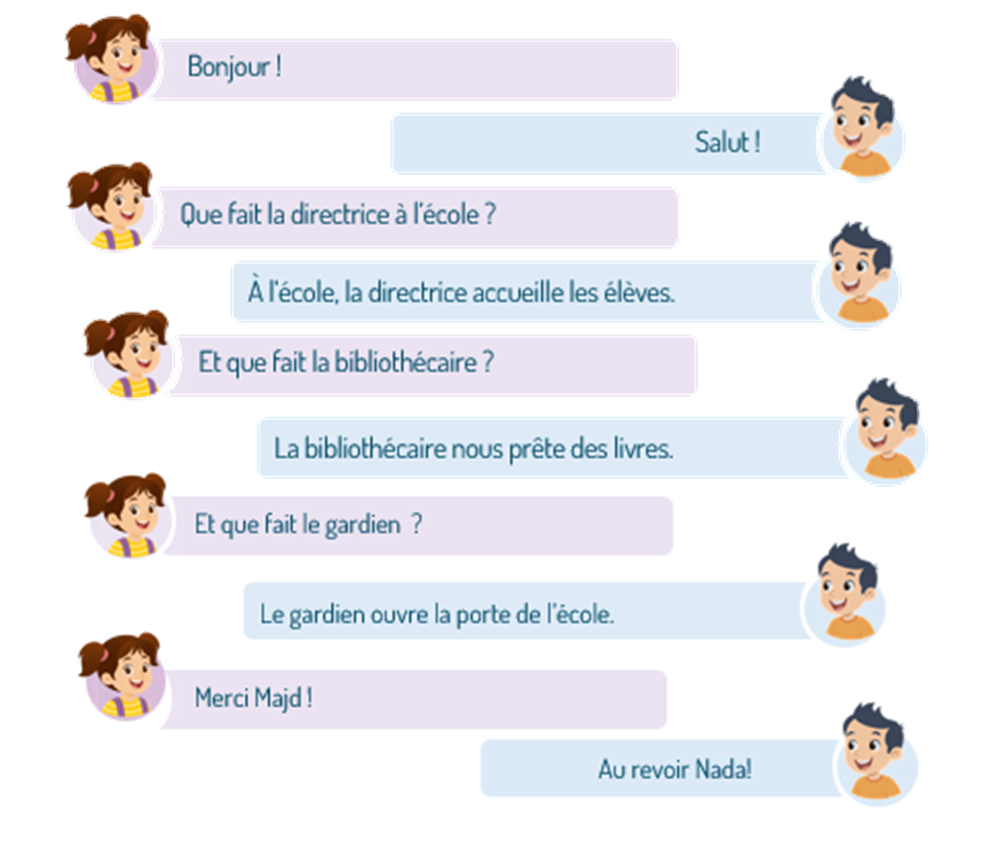 Bonjour !
Salut !
Que fait la directrice à l'école ?
À l'école, la directrice accueille les élèves.
Et que fait la bibliothécaire ?
La bibliothécaire nous prête des livres.
Et que fait le gardien  ?
Le gardien ouvre la porte de l'école.
Merci Majd !
Au revoir Nada!